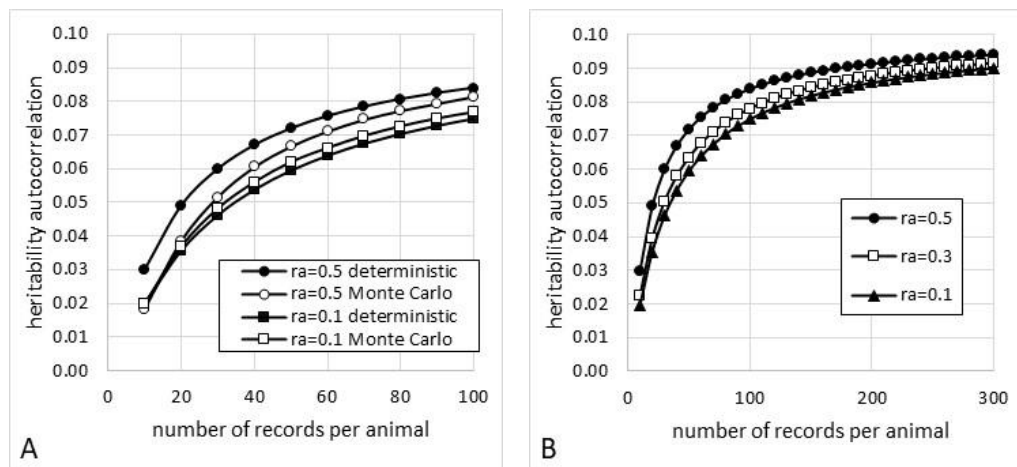 0.10
0.09
0.08
0.07
0.06
0.05
0.04
0.03
0.02
0.01
0.00
heritability autocorrelation
ra=0.5 deterministic
ra=0.5 Monte Carlo
ra=0.1 deterministic
ra=0.1 Monte Carlo
0 20 40 60 80 100
number of records per animal
A
0.10
0.09
0.08
0.07
0.06
0.05
0.04
0.03
0.02
0.01
0.00
heritability autocorrelation
ra=0.5
ra=0.3
ra=0.1
0 100 200 300
number of records per animal
B